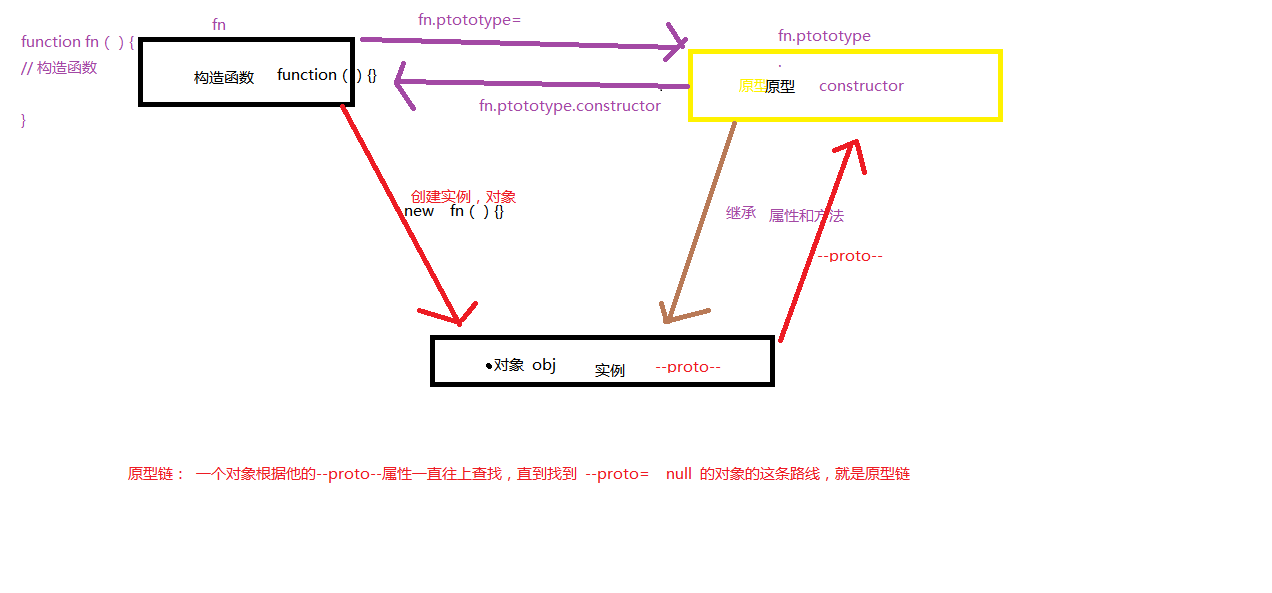 fn
fn.ptototype=
fn.ptototype
function fn ( ) {
// 构造函数
}
构造函数 function ( ) {}
原型
原型 constructor
fn.ptototype.constructor
创建实例，对象
new fn ( ) {}
继承 属性和方法
--proto--
对象 obj 实例 --proto--
原型链： 一个对象根据他的--proto--属性一直往上查找，直到找到 --proto= null 的对象的这条路线，就是原型链